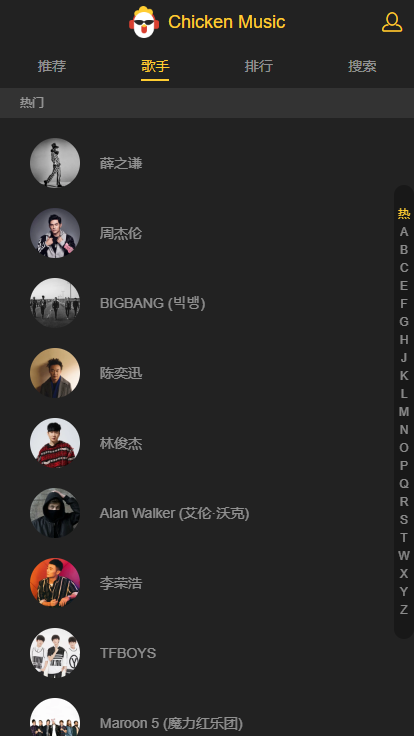 Chicken Music
推荐 歌手 排行 搜索
热门
薛之谦
周杰伦
BIGBANG (빅뱅)
陈奕迅
林俊杰
Alan Walker (艾伦·沃克)
李荣浩
TFBOYS
Maroon 5 (魔力红乐团)
热
A
B
C
E
F
G
H
J
K
L
M
N
O
P
Q
R
S
T
W
X
Y
Z